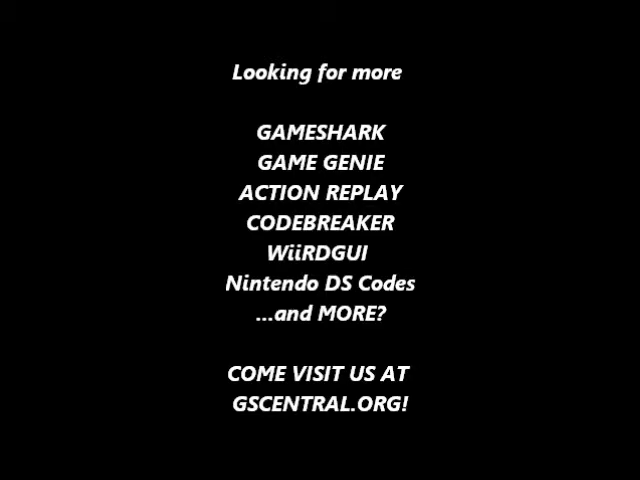 Looking for more
GAMESHARK
GAME GENIE
ACTION REPLAY
CODEBREAKER
WiiRDGUI
Nintendo DS Codes
...and MORE?
COME VISIT US AT
GSCENTRAL.ORG!